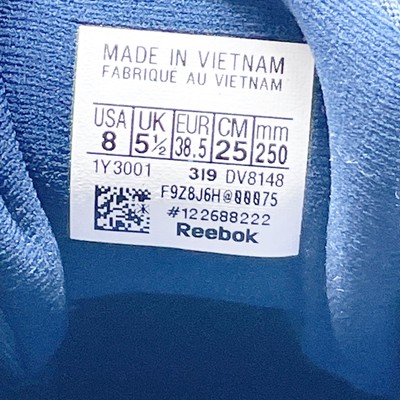 MADE IN VIETNAM
FABRIQUE AU VIETNAM
USA UK EUR CM mm
8 5½ 38.5 25 250
1Y3001 319 DV8148
F9Z8J6H@00075
#122688222
Reebok